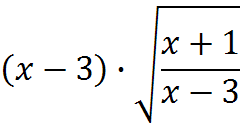 (x − 3) · √((x + 1)/(x − 3))